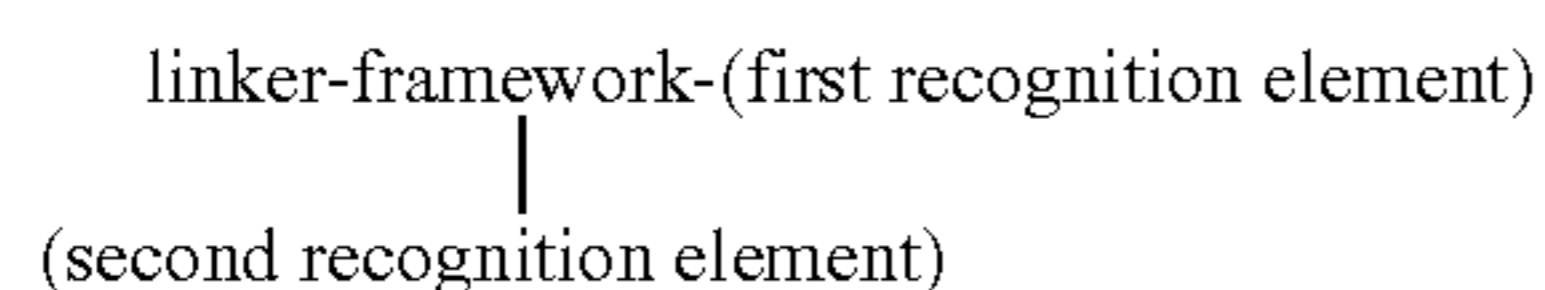 linker-framework-(first recognition element)
(second recognition element)